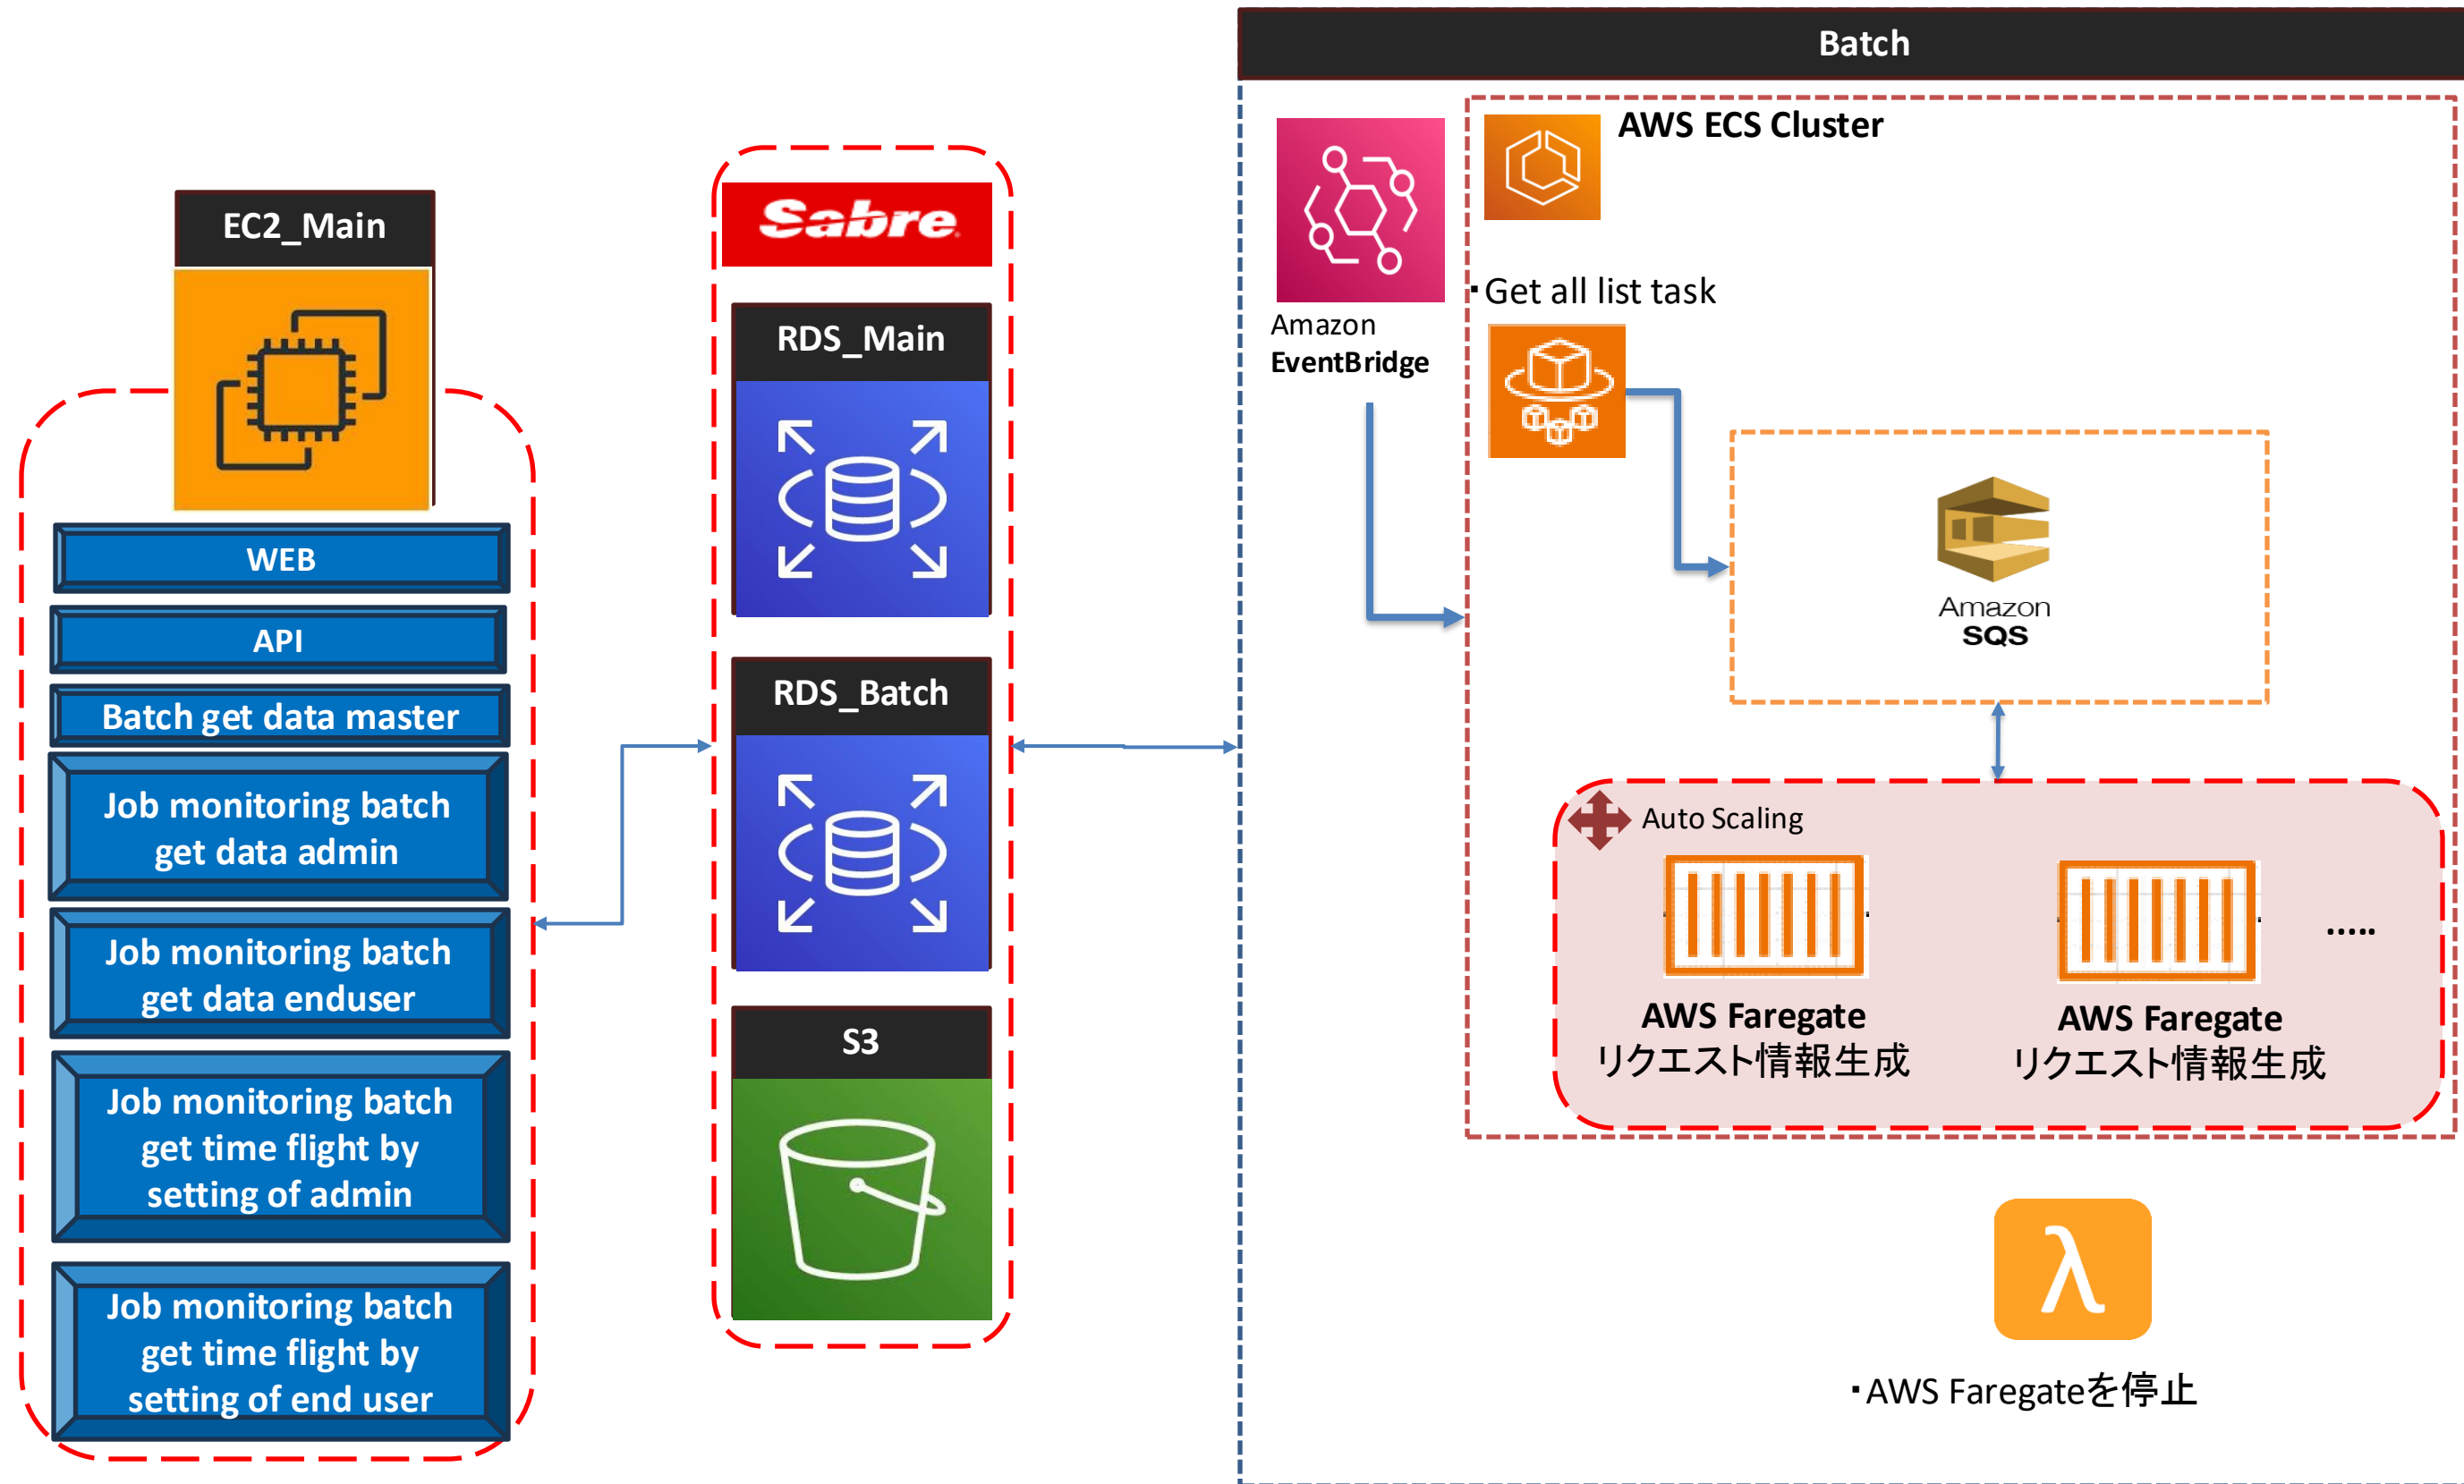 EC2_Main
WEB
API
Batch get data master
Job monitoring batch
get data admin
Job monitoring batch
get data enduser
Job monitoring batch
get time flight by
setting of admin
Job monitoring batch
get time flight by
setting of end user
Sabre
RDS_Main
RDS_Batch
S3
Batch
Amazon
EventBridge
AWS ECS Cluster
・Get all list task
Amazon
SQS
Auto Scaling
AWS Faregate
リクエスト情報生成
AWS Faregate
リクエスト情報生成
.....
λ
・AWS Faregateを停止